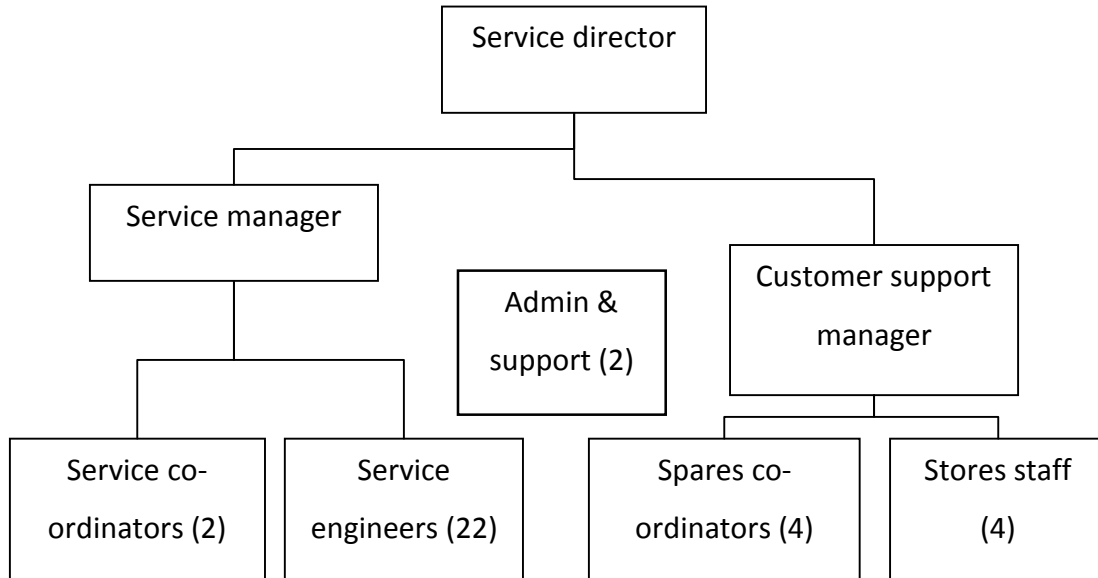 Service director
Service manager
Admin &
support (2)
Customer support
manager
Service co-
ordinators (2)
Service
engineers (22)
Spares co-
ordinators (4)
Stores staff
(4)